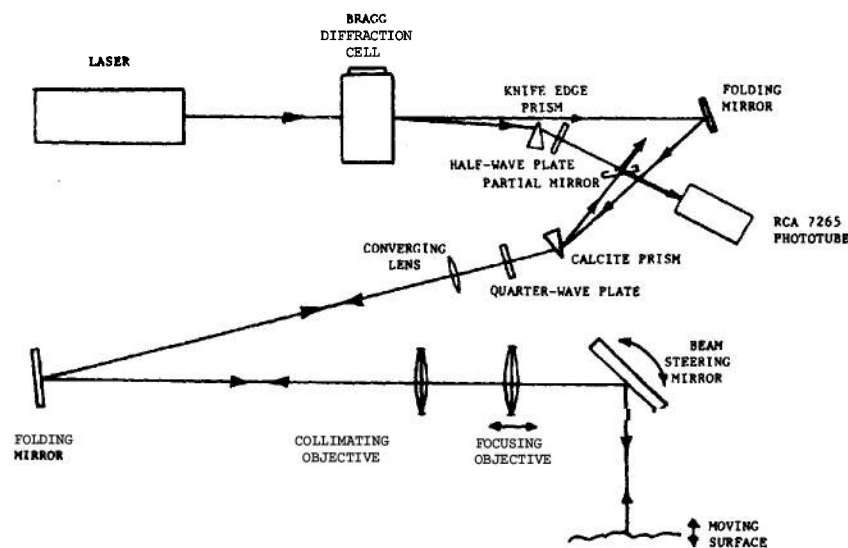 BRAGG
DIFFRACTION
CELL
LASER
KNIFE EDGE
PRISM
FOLDING
MIRROR
HALF-WAVE PLATE
PARTIAL MIRROR
RCA 7265
PHOTOTUBE
CONVERGING
LENS
CALCITE PRISM
QUARTER-WAVE PLATE
BEAM
STEERING
MIRROR
FOLDING
MIRROR
COLLIMATING
OBJECTIVE
FOCUSING
OBJECTIVE
MOVING
SURFACE